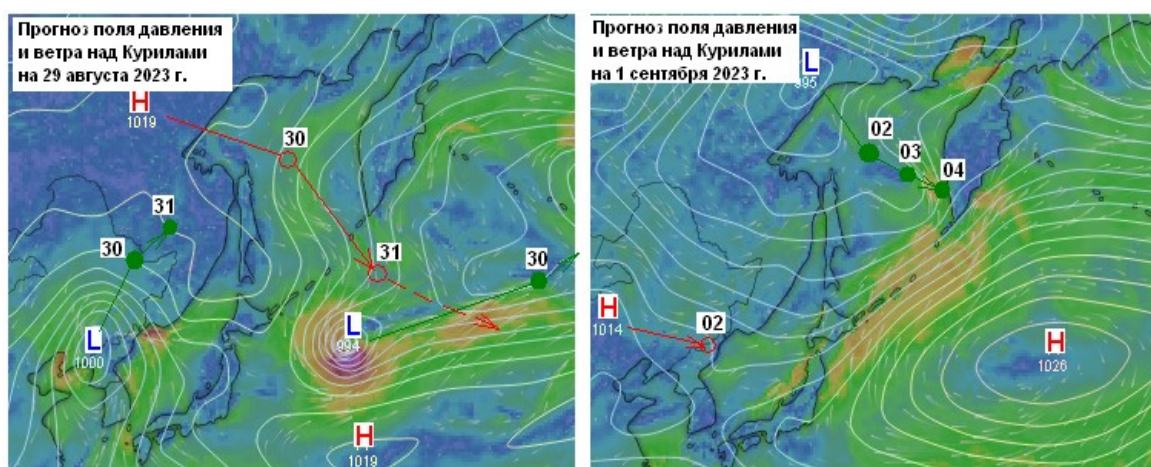 Прогноз поля давления
и ветра над Курилами
на 29 августа 2023 г.
H
1019
30
31
31
30
31
30
L
1000
L
994
H
1019
Прогноз поля давления
и ветра над Курилами
на 1 сентября 2023 г.
L
995
02
03
04
H
1014
02
H
1026